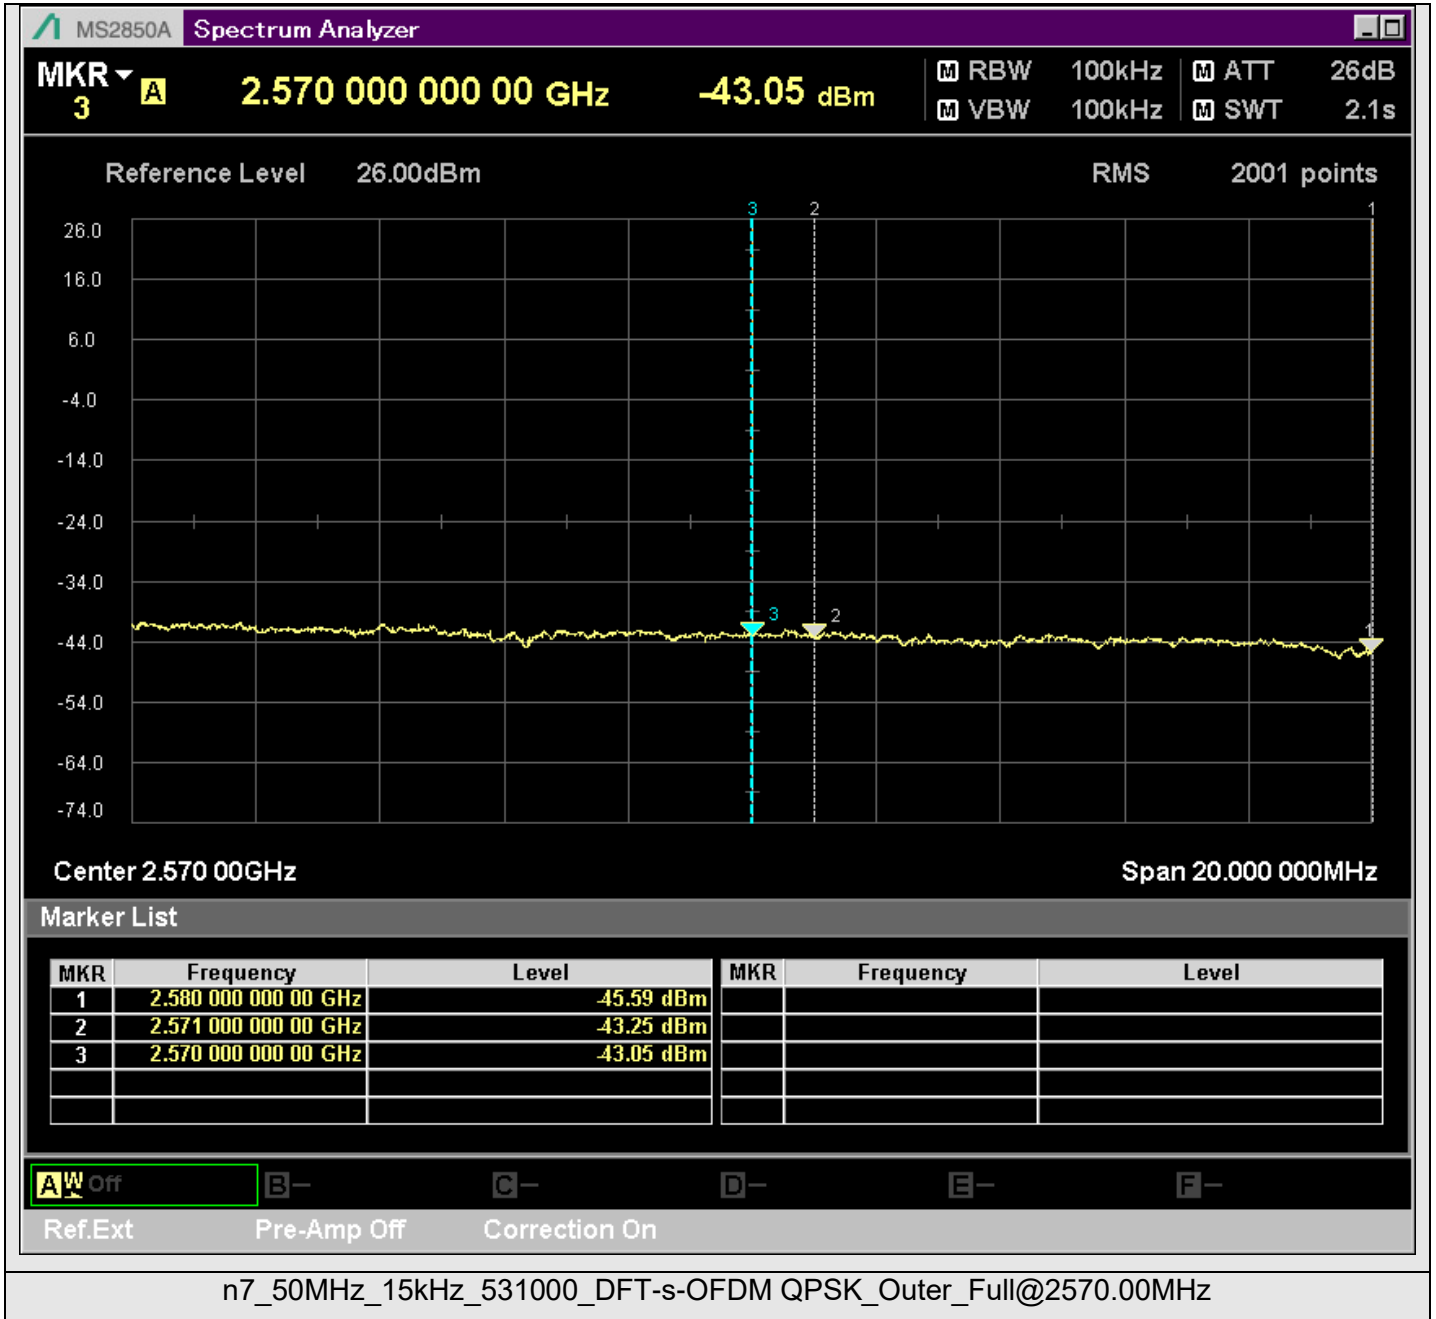 MS2850A Spectrum Analyzer
MKR A 2.570 000 000 00 GHz -43.05 dBm M RBW 100kHz M ATT 26dB
3 M VBW 100kHz M SWT 2.1s
Reference Level 26.00dBm RMS 2001 points
3 2 1
26.0
16.0
6.0
-4.0
-14.0
-24.0
-34.0
3 2 1
-44.0
-54.0
-64.0
-74.0
Center 2.570 00GHz Span 20.000 000MHz
Marker List
MKR Frequency Level MKR Frequency Level
1 2.580 000 000 00 GHz -45.59 dBm
2 2.571 000 000 00 GHz -43.25 dBm
3 2.570 000 000 00 GHz -43.05 dBm
A W Off B– C– D– E– F–
Ref.Ext Pre-Amp Off Correction On
n7_50MHz_15kHz_531000_DFT-s-OFDM QPSK_Outer_Full@2570.00MHz